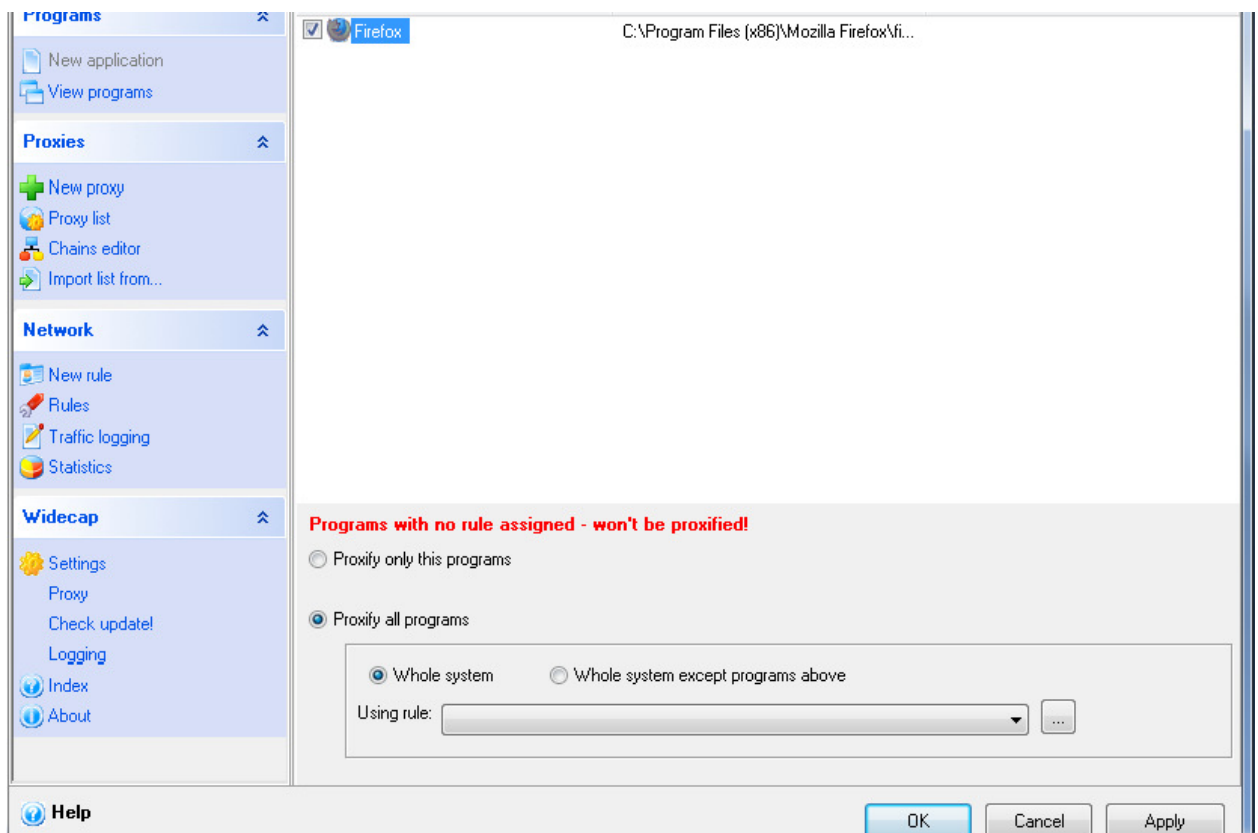 Programs
New application
View programs
Proxies
New proxy
Proxy list
Chains editor
Import list from...
Network
New rule
Rules
Traffic logging
Statistics
Widecap
Settings
Proxy
Check update!
Logging
Index
About
Firefox C:\Program Files (x86)\Mozilla Firefox\fi...
Programs with no rule assigned - won't be proxified!
Proxify only this programs
Proxify all programs
Whole system Whole system except programs above
Using rule: ...
Help OK Cancel Apply